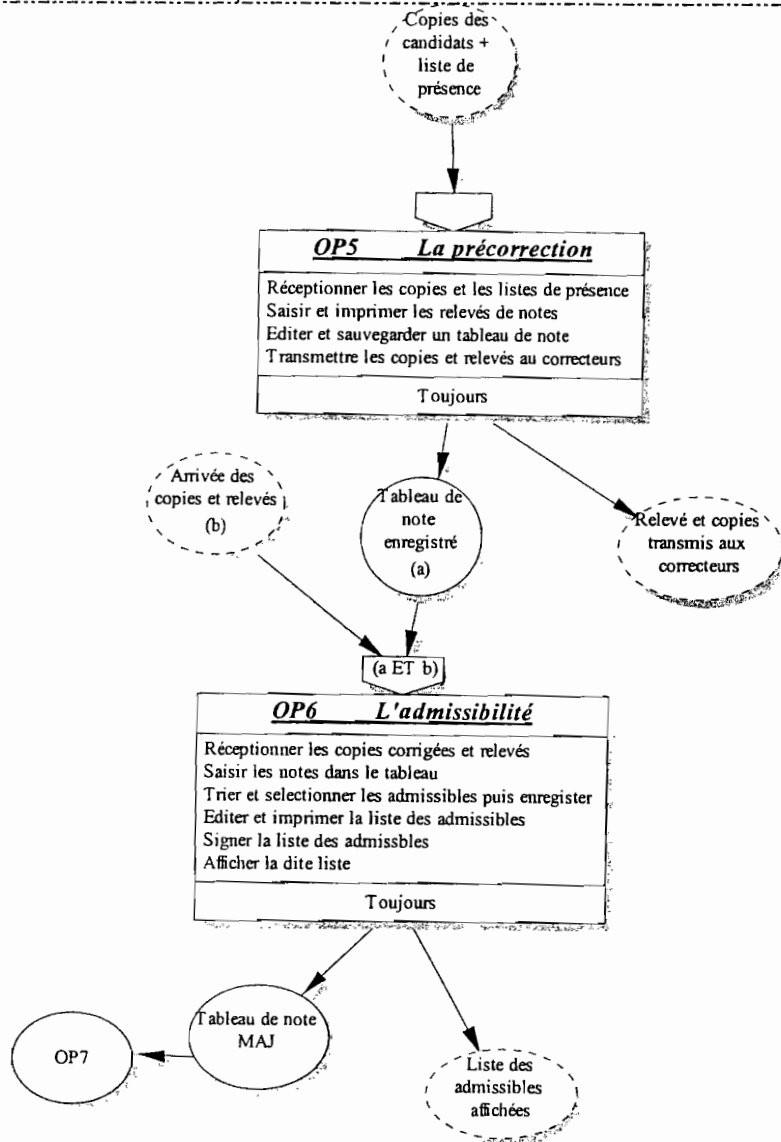 Copies des
candidats +
liste de
présence
OP5 La précorrection
Réceptionner les copies et les listes de présence
Saisir et imprimer les relevés de notes
Editer et sauvegarder un tableau de note
Transmettre les copies et relevés au correcteurs
Toujours
Arrivée des
copies et relevés
(b)
Tableau de
note
enregistré
(a)
Relevé et copies
transmis aux
correcteurs
(a ET b)
OP6 L'admissibilité
Réceptionner les copies corrigées et relevés
Saisir les notes dans le tableau
Trier et selectionner les admissibles puis enregister
Editer et imprimer la liste des admissibles
Signer la liste des admissbles
Afficher la dite liste
Toujours
Tableau de note
MAJ
OP7
Liste des
admissibles
affichées